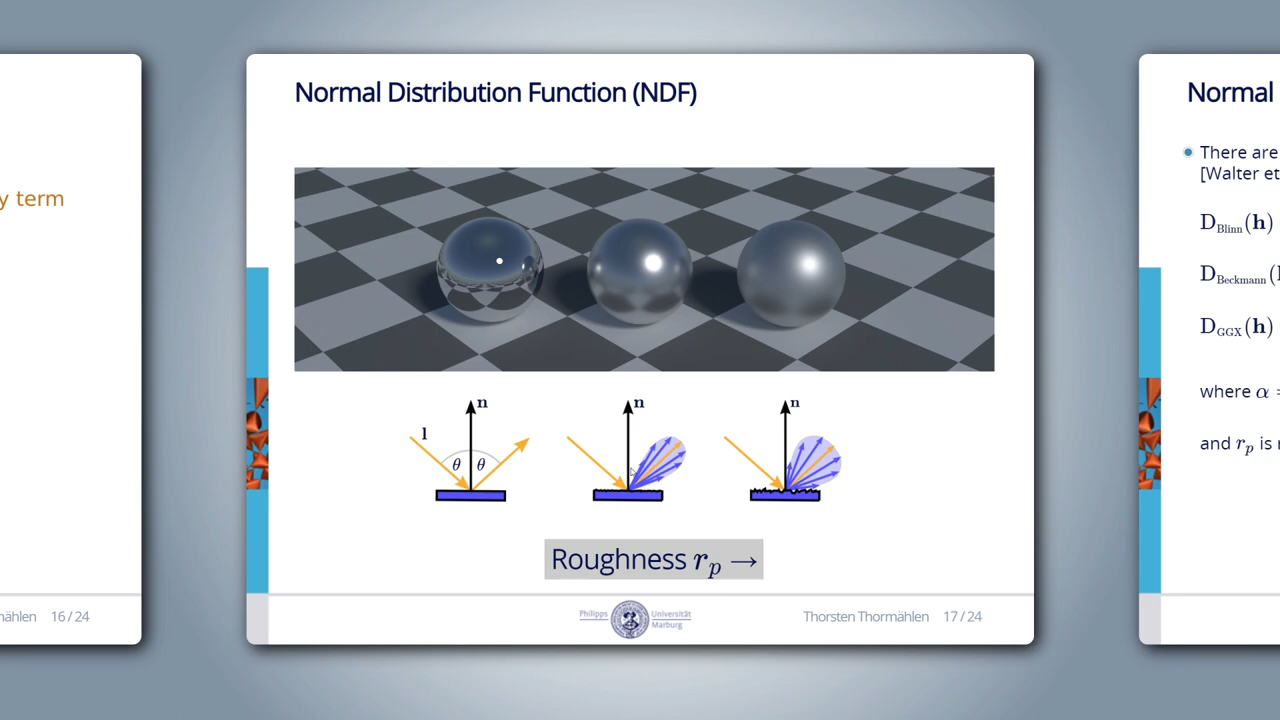 y term
ählen 16 / 24
Normal Distribution Function (NDF)
n
l
θ θ
n
n
Roughness r_p →
Philipps Universität
Marburg
Thorsten Thormählen 17 / 24
Normal
There are
[Walter et
D_Blinn(h)
D_Beckmann(
D_GGX(h)
where α =
and r_p is